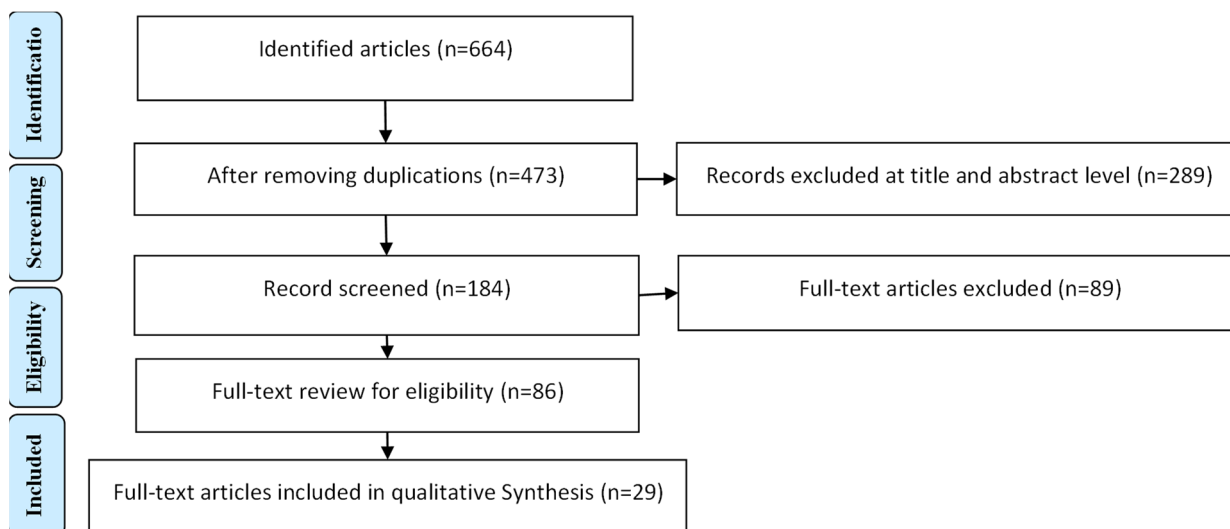 Identificatio
Identified articles (n=664)
After removing duplications (n=473)
Records excluded at title and abstract level (n=289)
Screening
Record screened (n=184)
Full-text articles excluded (n=89)
Eligibility
Full-text review for eligibility (n=86)
Included
Full-text articles included in qualitative Synthesis (n=29)